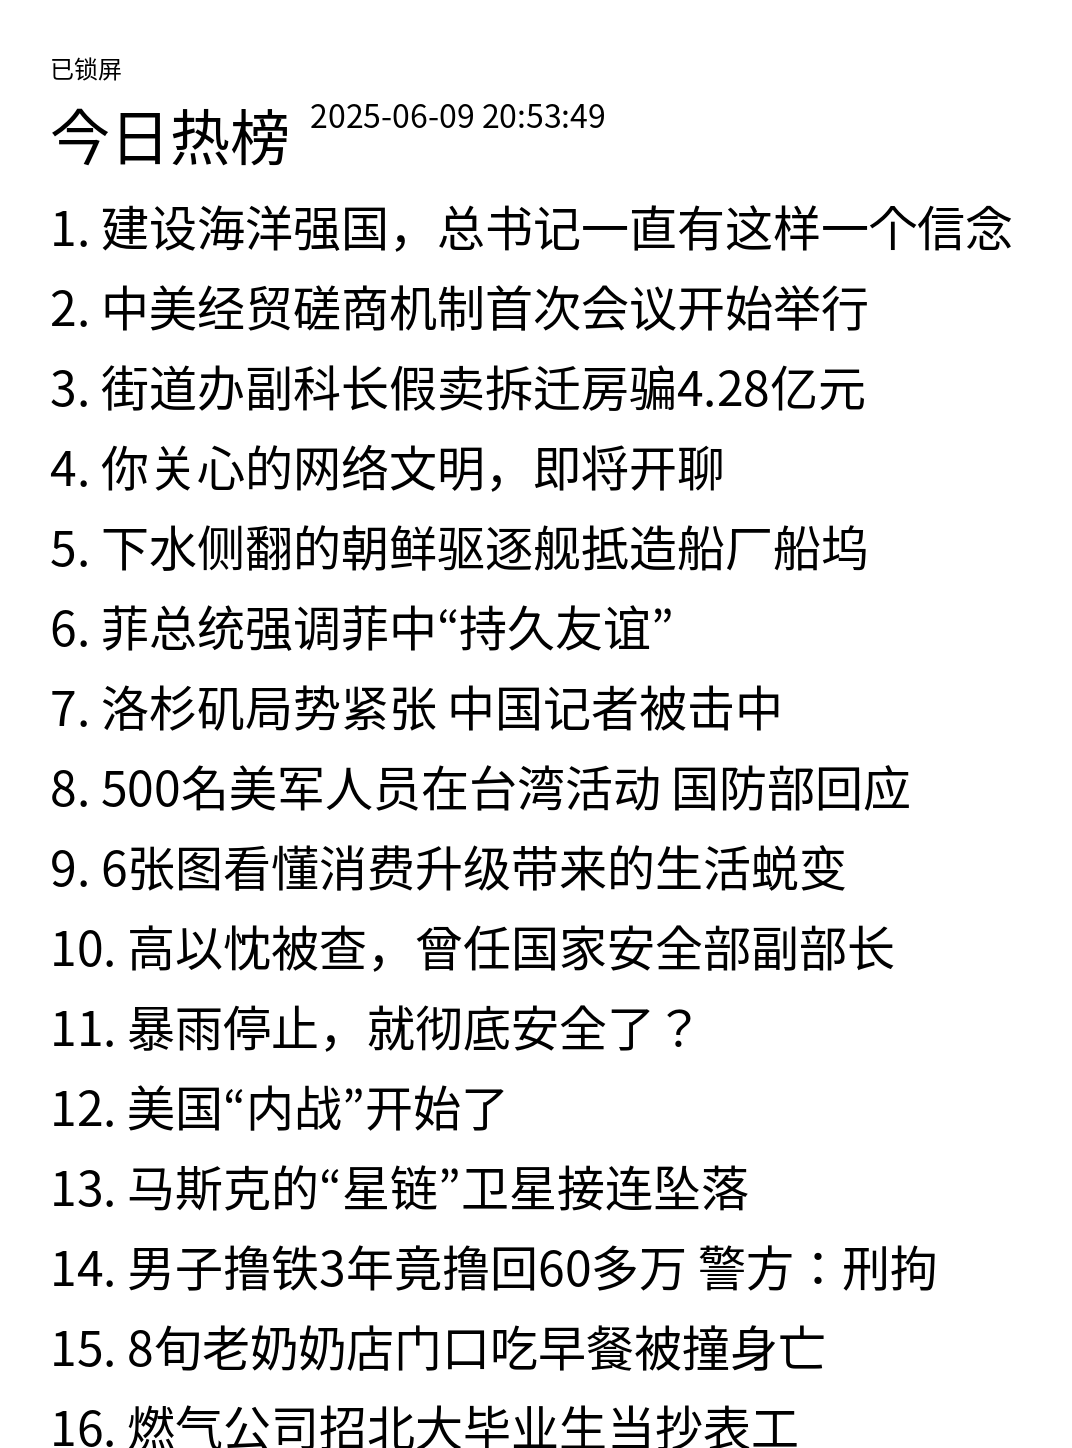 已锁屏
今日热榜 2025-06-09 20:53:49
1. 建设海洋强国，总书记一直有这样一个信念
2. 中美经贸磋商机制首次会议开始举行
3. 街道办副科长假卖拆迁房骗4.28亿元
4. 你关心的网络文明，即将开聊
5. 下水侧翻的朝鲜驱逐舰抵造船厂船坞
6. 菲总统强调菲中“持久友谊”
7. 洛杉矶局势紧张 中国记者被击中
8. 500名美军人员在台湾活动 国防部回应
9. 6张图看懂消费升级带来的生活蜕变
10. 高以忱被查，曾任国家安全部副部长
11. 暴雨停止，就彻底安全了？
12. 美国“内战”开始了
13. 马斯克的“星链”卫星接连坠落
14. 男子撸铁3年竟撸回60多万 警方：刑拘
15. 8旬老奶奶店门口吃早餐被撞身亡
16. 燃气公司招北大毕业生当抄表工